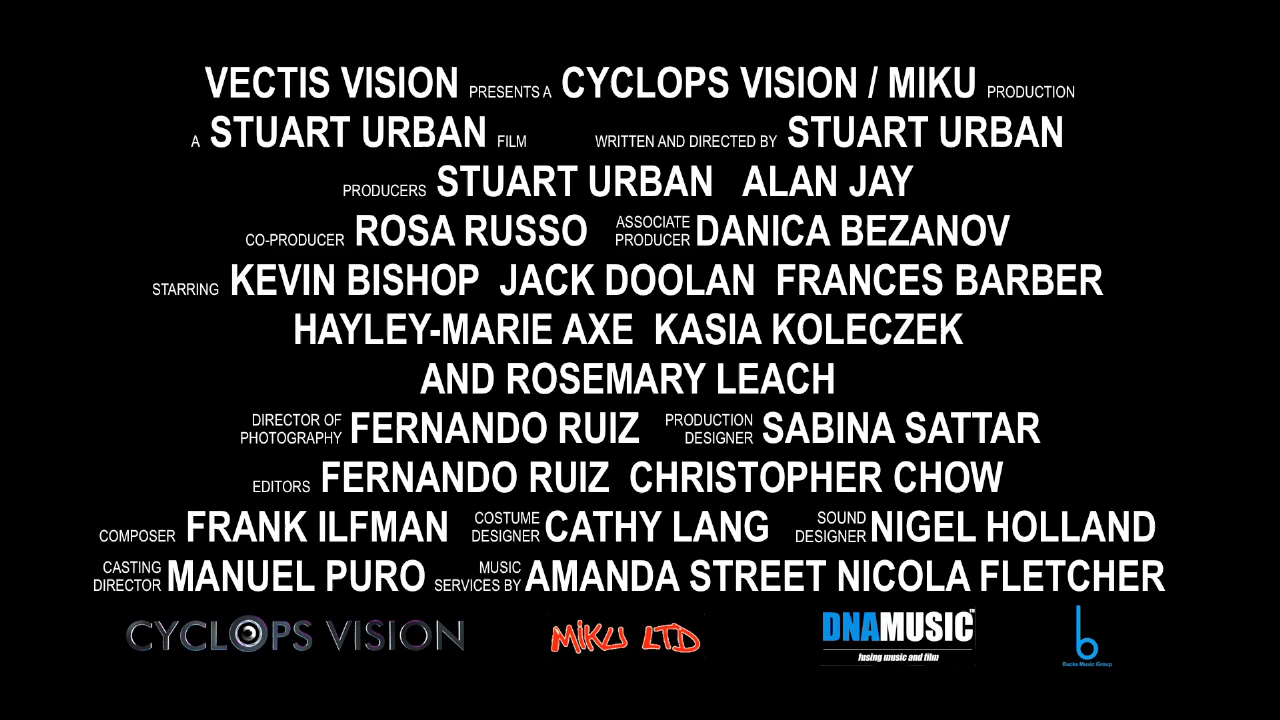 VECTIS VISION PRESENTS A CYCLOPS VISION / MIKU PRODUCTION
A STUART URBAN FILM WRITTEN AND DIRECTED BY STUART URBAN
PRODUCERS STUART URBAN ALAN JAY
CO-PRODUCER ROSA RUSSO ASSOCIATE PRODUCER DANICA BEZANOV
STARRING KEVIN BISHOP JACK DOOLAN FRANCES BARBER
HAYLEY-MARIE AXE KASIA KOLECZEK
AND ROSEMARY LEACH
DIRECTOR OF PHOTOGRAPHY FERNANDO RUIZ PRODUCTION DESIGNER SABINA SATTAR
EDITORS FERNANDO RUIZ CHRISTOPHER CHOW
COMPOSER FRANK ILFMAN COSTUME DESIGNER CATHY LANG SOUND DESIGNER NIGEL HOLLAND
CASTING DIRECTOR MANUEL PURO MUSIC SERVICES BY AMANDA STREET NICOLA FLETCHER
CYCLOPS VISION MIKU LTD DNAMUSIC™ b
fusing music and film Bucks Music Group